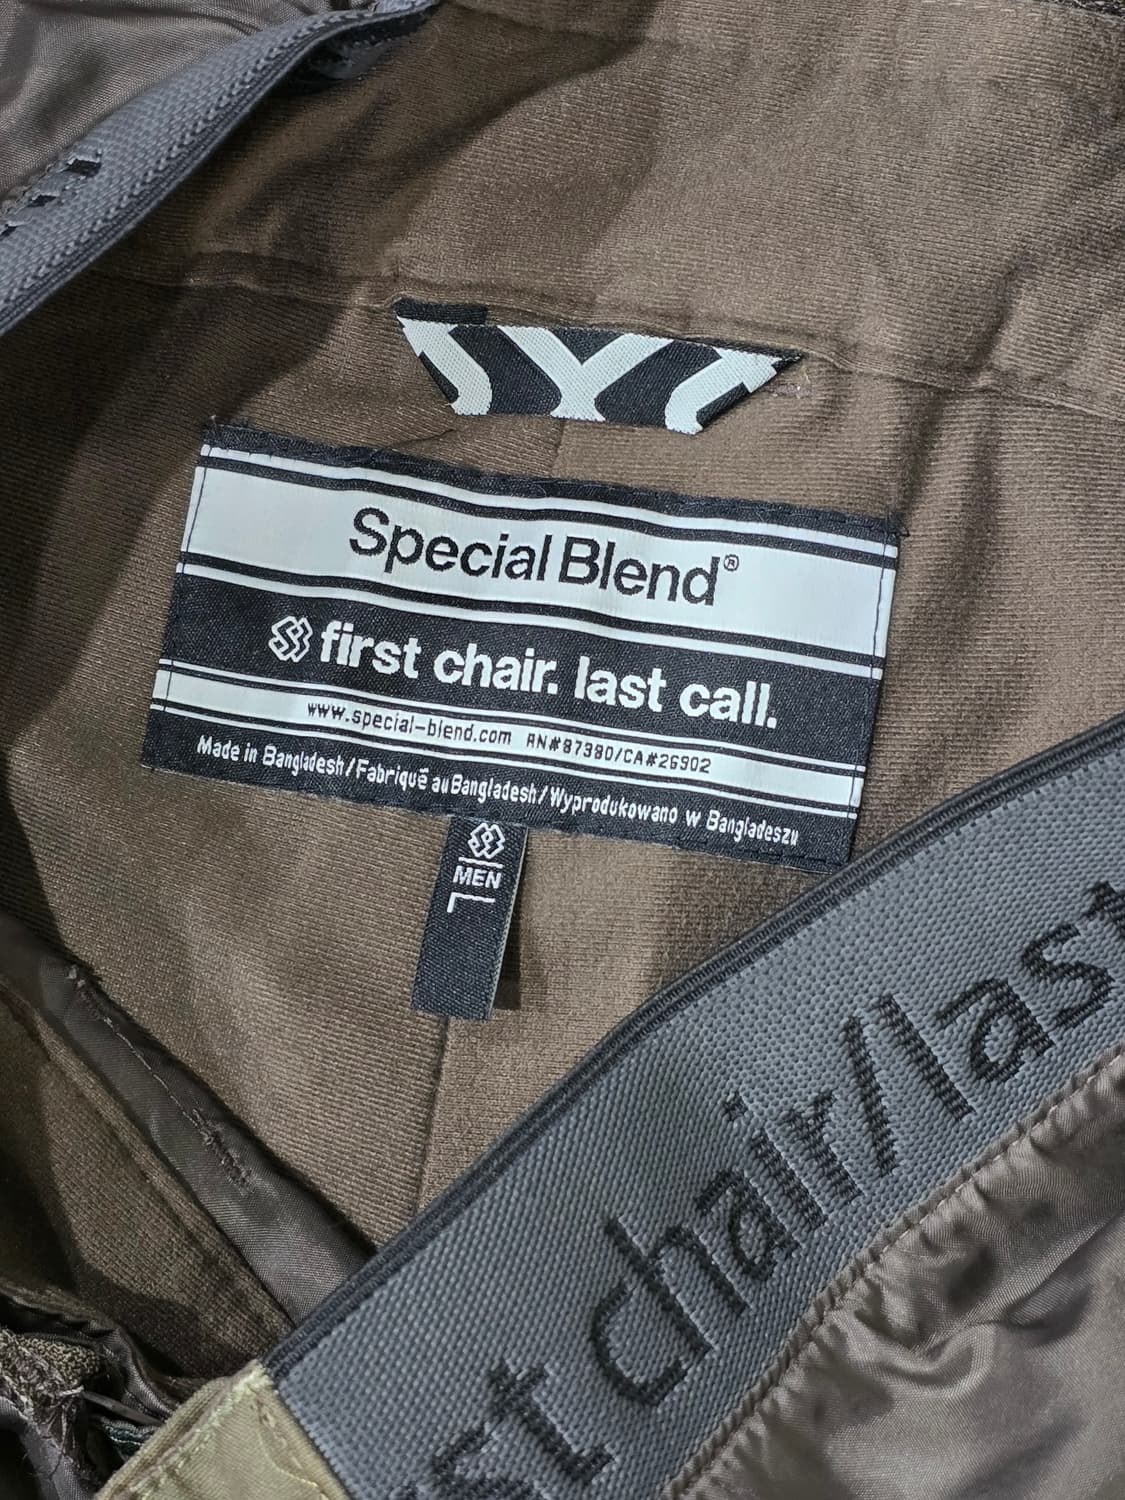 Special Blend®
first chair. last call.
www.special-blend.com RN#87380/CA#26902
Made in Bangladesh/Fabriqué au Bangladesh/Wyprodukowano w Bangladeszu
MEN
L
st chair/last